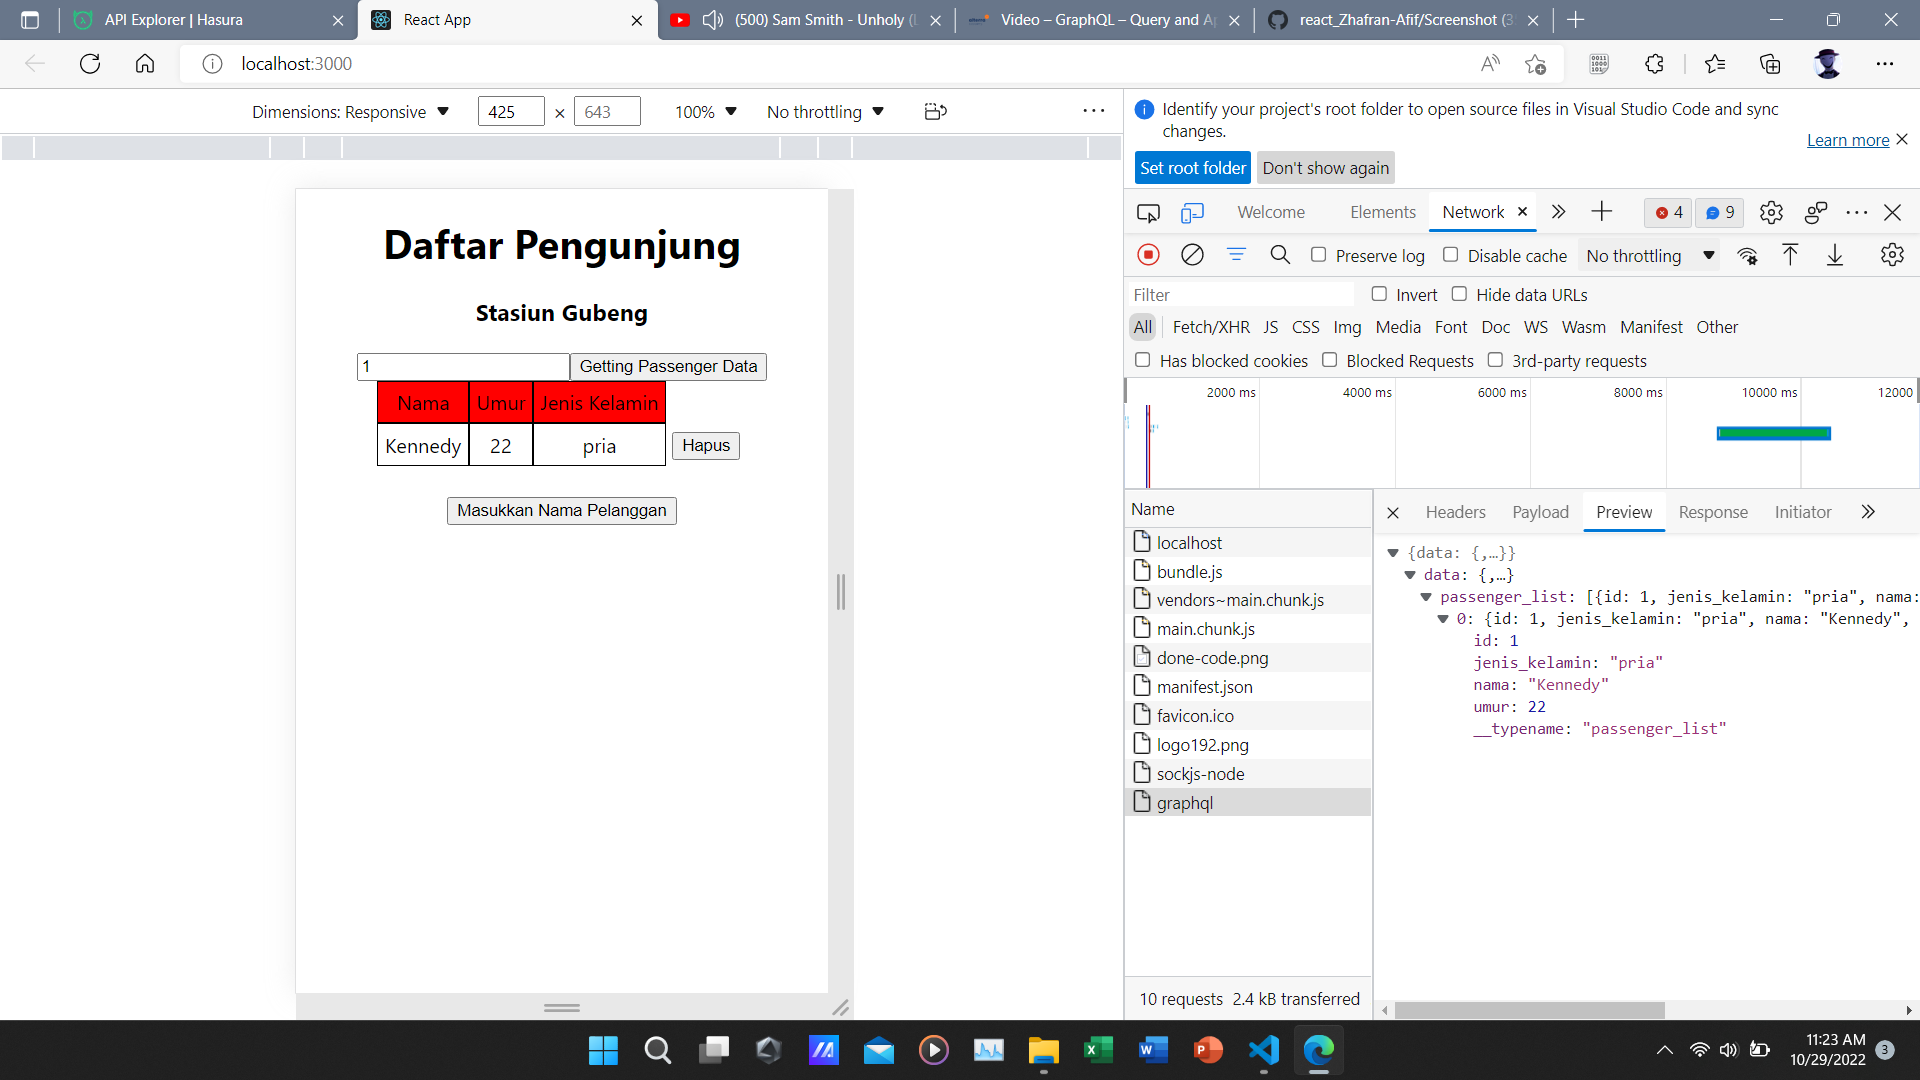 API Explorer | Hasura
React App
(500) Sam Smith - Unholy (L
Video – GraphQL – Query and Ap
react_Zhafran-Afif/Screenshot (3
localhost:3000
Dimensions: Responsive
425 × 643
100%
No throttling
Daftar Pengunjung
Stasiun Gubeng
1
Getting Passenger Data
Nama Umur Jenis Kelamin
Kennedy 22 pria Hapus
Masukkan Nama Pelanggan
Identify your project's root folder to open source files in Visual Studio Code and sync
changes.
Learn more
Set root folder Don't show again
Welcome Elements Network 4 9
Preserve log Disable cache No throttling
Filter Invert Hide data URLs
All Fetch/XHR JS CSS Img Media Font Doc WS Wasm Manifest Other
Has blocked cookies Blocked Requests 3rd-party requests
2000 ms 4000 ms 6000 ms 8000 ms 10000 ms 12000
Name
localhost
bundle.js
vendors~main.chunk.js
main.chunk.js
done-code.png
manifest.json
favicon.ico
logo192.png
sockjs-node
graphql
10 requests 2.4 kB transferred
Headers Payload Preview Response Initiator
{data: {,…}}
data: {,…}
passenger_list: [{id: 1, jenis_kelamin: "pria", nama:
0: {id: 1, jenis_kelamin: "pria", nama: "Kennedy",
id: 1
jenis_kelamin: "pria"
nama: "Kennedy"
umur: 22
__typename: "passenger_list"
11:23 AM
10/29/2022
3